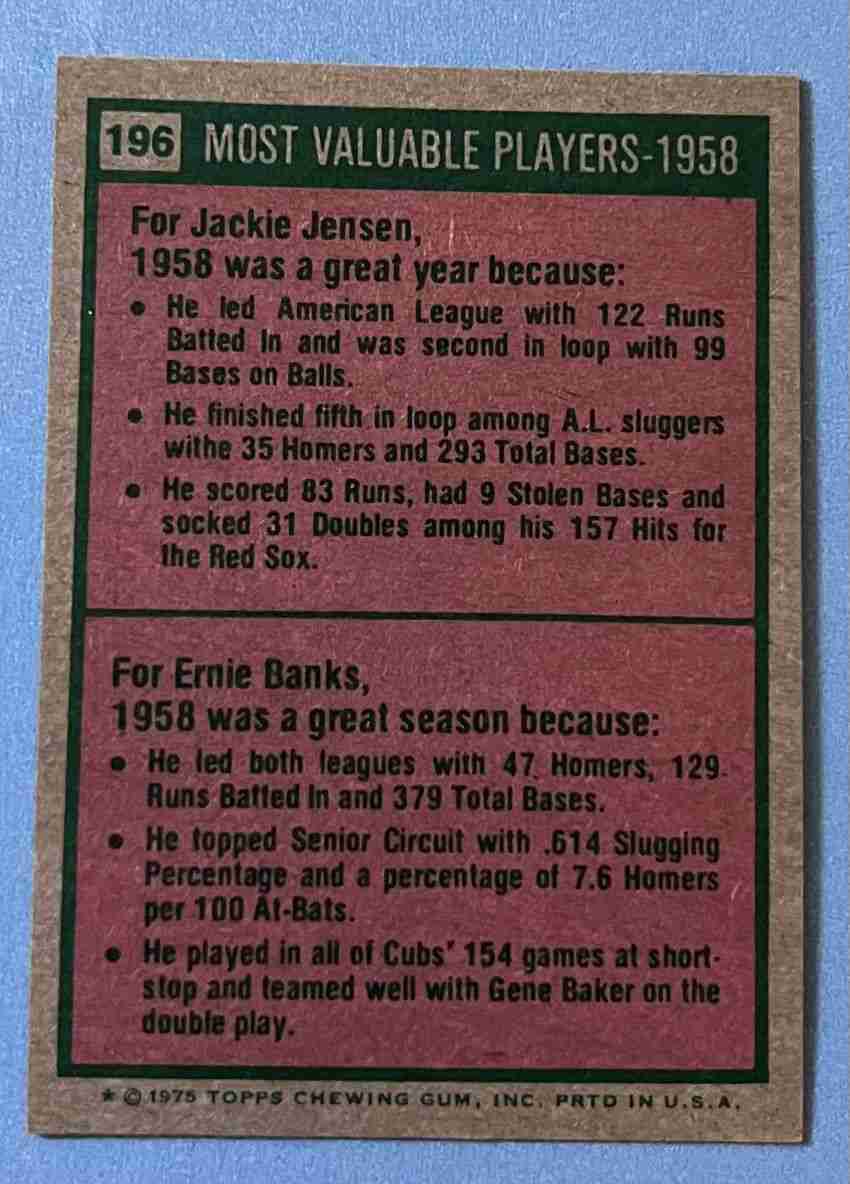 196 MOST VALUABLE PLAYERS-1958
For Jackie Jensen,
1958 was a great year because:
• He led American League with 122 Runs
Batted In and was second in loop with 99
Bases on Balls.
• He finished fifth in loop among A.L. sluggers
withe 35 Homers and 293 Total Bases.
• He scored 83 Runs, had 9 Stolen Bases and
socked 31 Doubles among his 157 Hits for
the Red Sox.
For Ernie Banks,
1958 was a great season because:
• He led both leagues with 47 Homers, 129
Runs Batted In and 379 Total Bases.
• He topped Senior Circuit with .614 Slugging
Percentage and a percentage of 7.6 Homers
per 100 At-Bats.
• He played in all of Cubs' 154 games at short-
stop and teamed well with Gene Baker on the
double play.
* © 1975 TOPPS CHEWING GUM, INC. PRTD IN U.S.A.